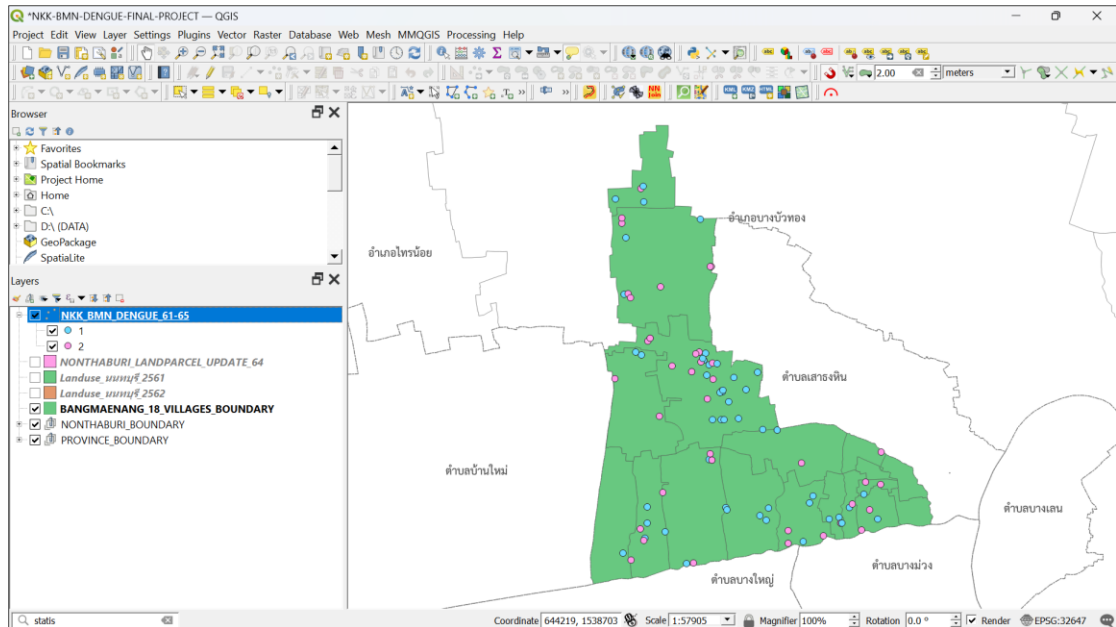 *NKK-BMN-DENGUE-FINAL-PROJECT — QGIS
Project Edit View Layer Settings Plugins Vector Raster Database Web Mesh MMQGIS Processing Help
2.00 meters
Browser
Favorites
Spatial Bookmarks
Project Home
Home
C:\
D:\ (DATA)
GeoPackage
SpatiaLite
Layers
NKK_BMN_DENGUE_61-65
1
2
NONTHABURI_LANDPARCEL_UPDATE_64
Landuse_นนทบุรี_2561
Landuse_นนทบุรี_2562
BANGMAENANG_18_VILLAGES_BOUNDARY
NONTHABURI_BOUNDARY
PROVINCE_BOUNDARY
อำเภอบางบัวทอง
อำเภอไทรน้อย
ตำบลเสาธงหิน
ตำบลบ้านใหม่
ตำบลบางเลน
ตำบลบางม่วง
ตำบลบางใหญ่
statis
Coordinate 644219, 1538703 Scale 1:57905 Magnifier 100% Rotation 0.0 ° Render EPSG:32647